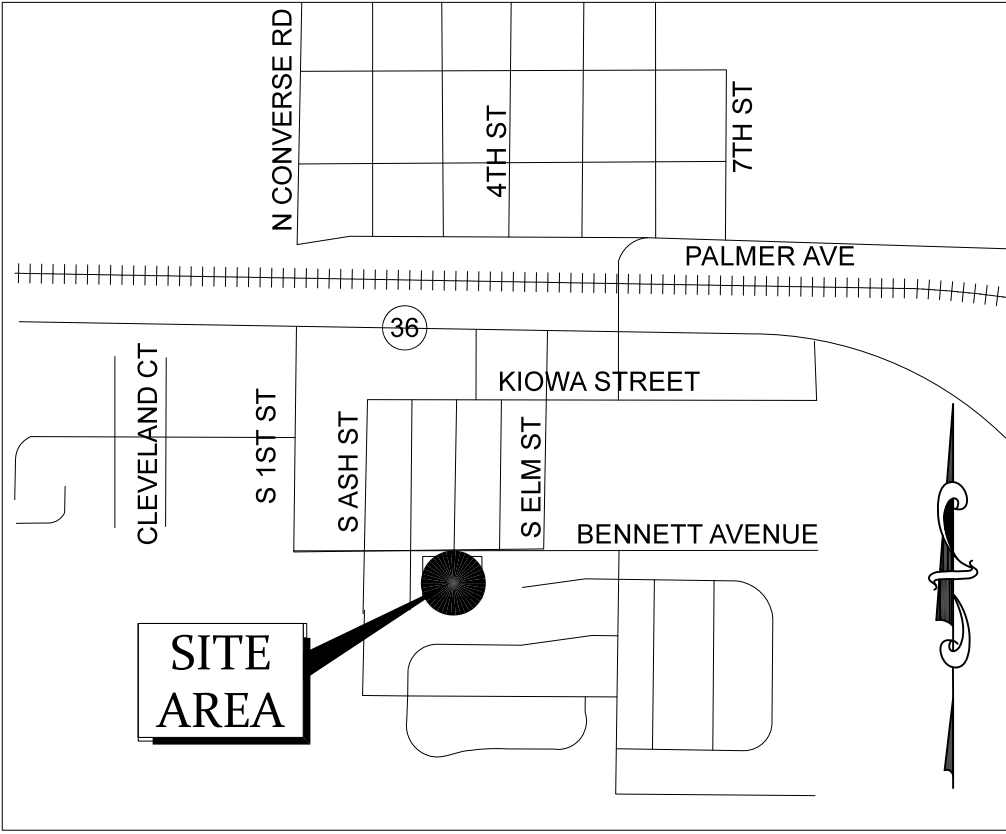 N CONVERSE RD
4TH ST
7TH ST
PALMER AVE
36
KIOWA STREET
CLEVELAND CT
S 1ST ST
S ASH ST
S ELM ST
BENNETT AVENUE
SITE
AREA